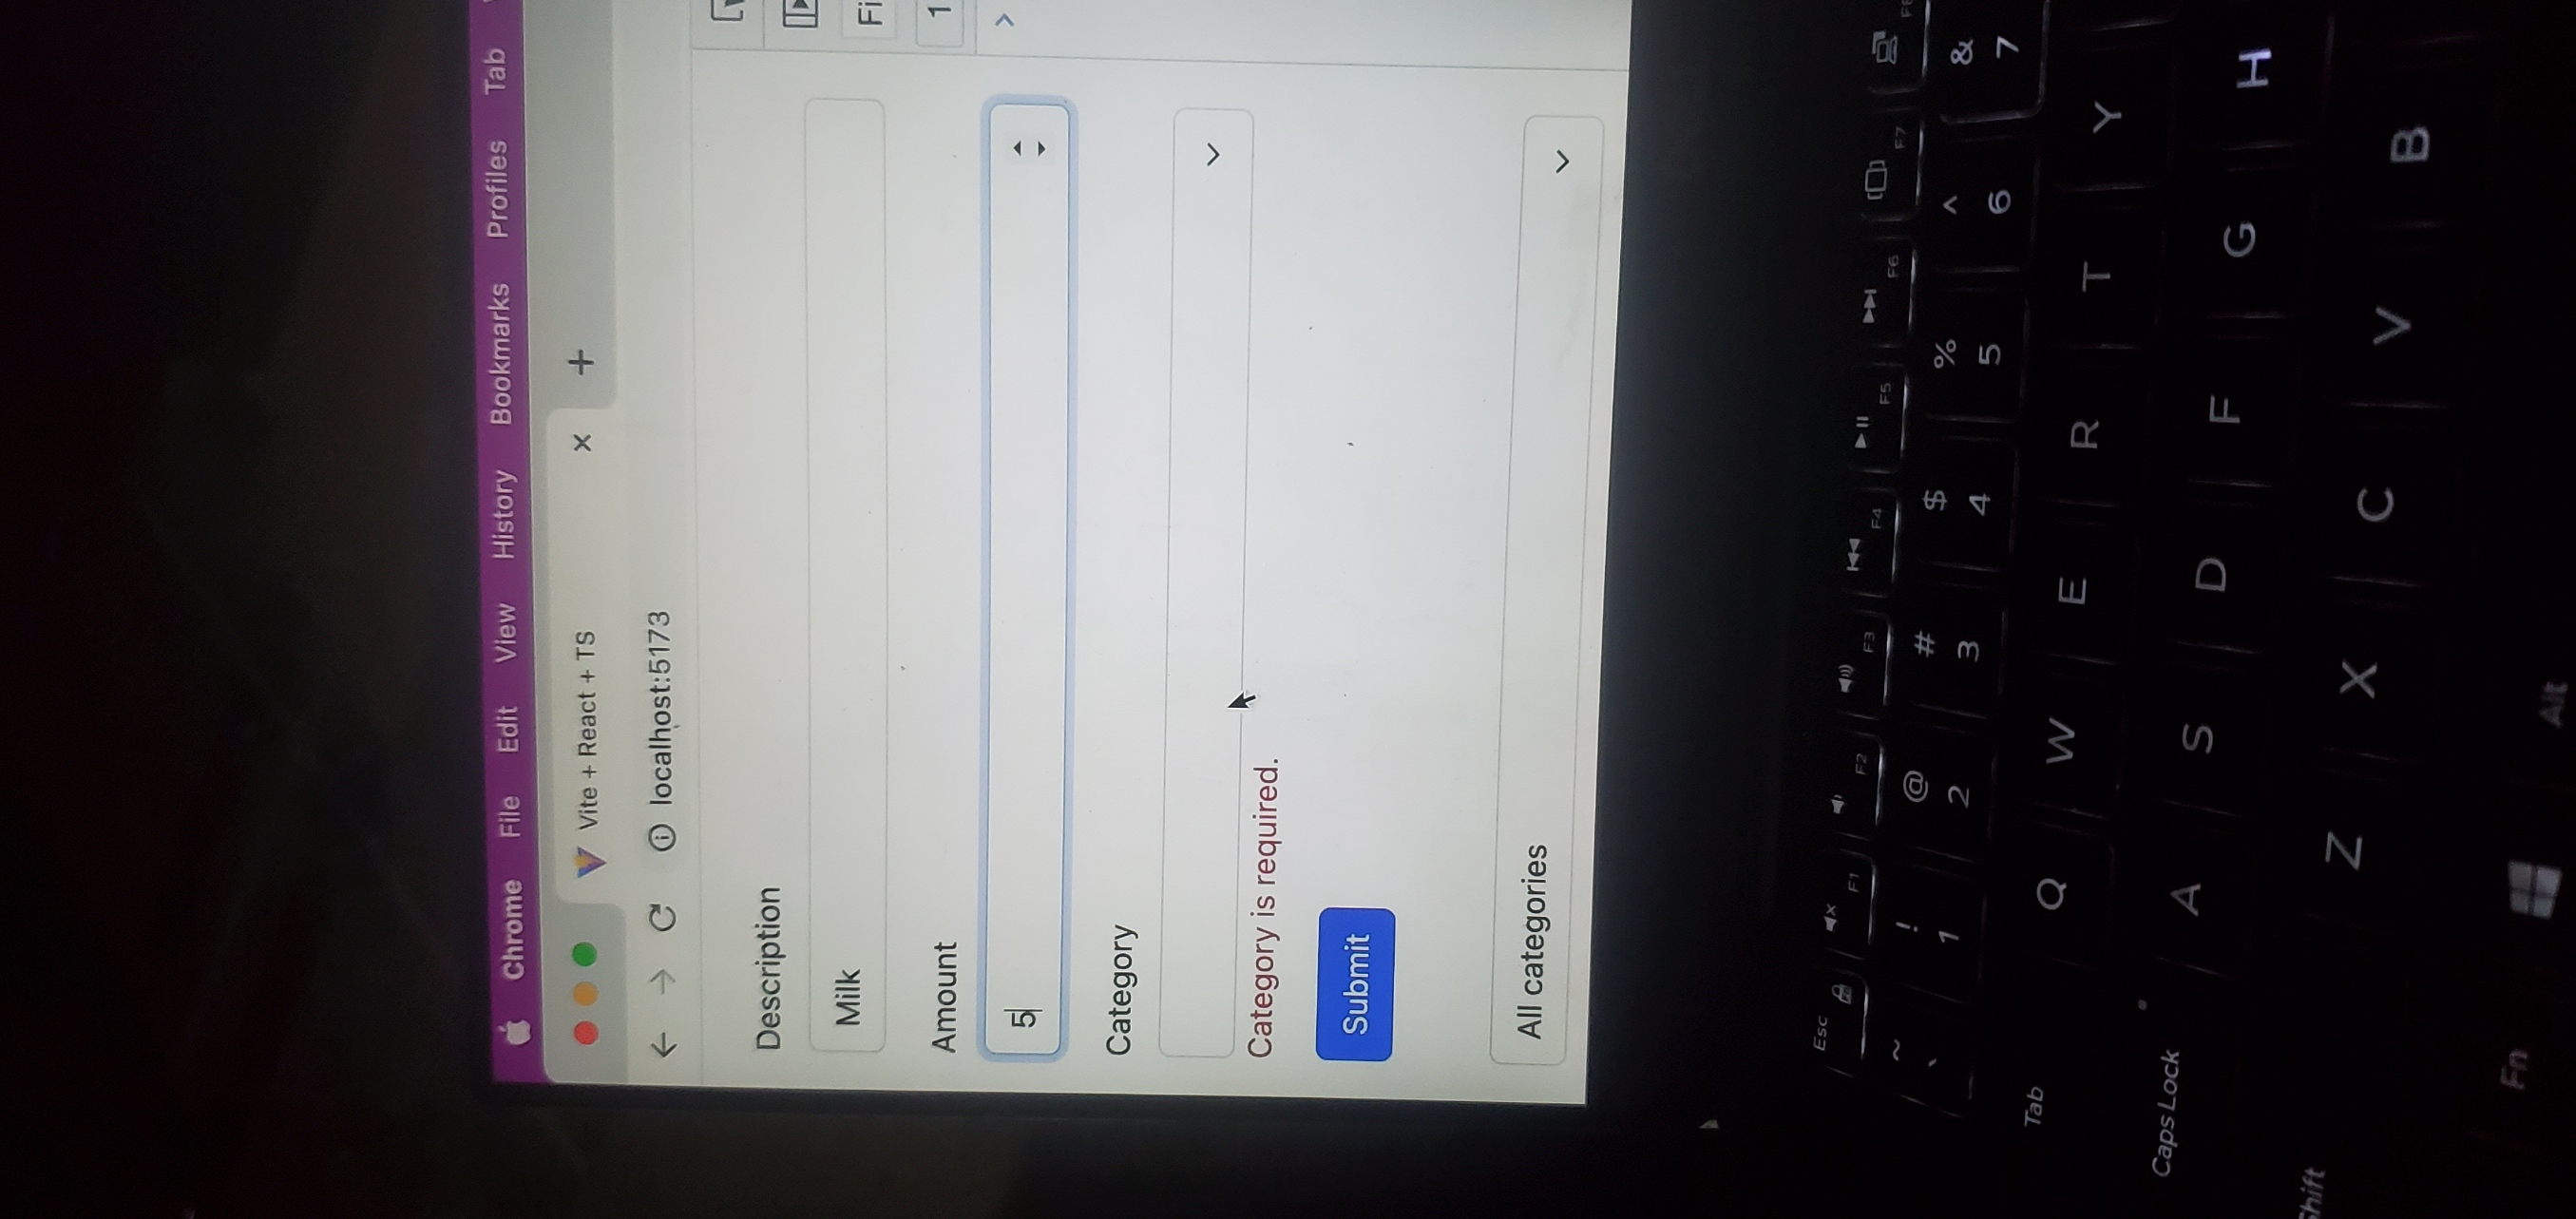 Chrome File Edit View History Bookmarks Profiles Tab
Vite + React + TS
localhost:5173
Description
Milk
Fi
Amount
1
5
Category
Category is required.
Submit
All categories
Esc F1 F2 F3 F4 F5 F6 F7
~ ! @ # $ % ^ &
` 1 2 3 4 5 6 7
Tab Q W E R T Y
Caps Lock A S D F G H
Shift Z X C V B
Fn Alt